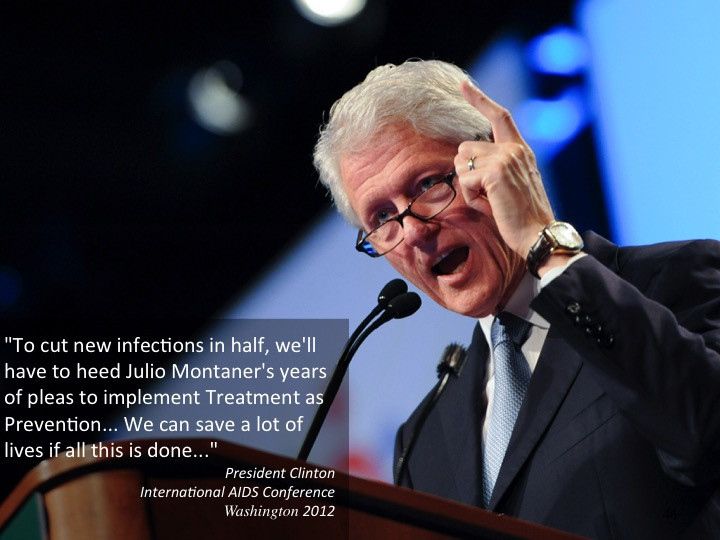 "To cut new infections in half, we'll
have to heed Julio Montaner's years
of pleas to implement Treatment as
Prevention... We can save a lot of
lives if all this is done..."
President Clinton
International AIDS Conference
Washington 2012